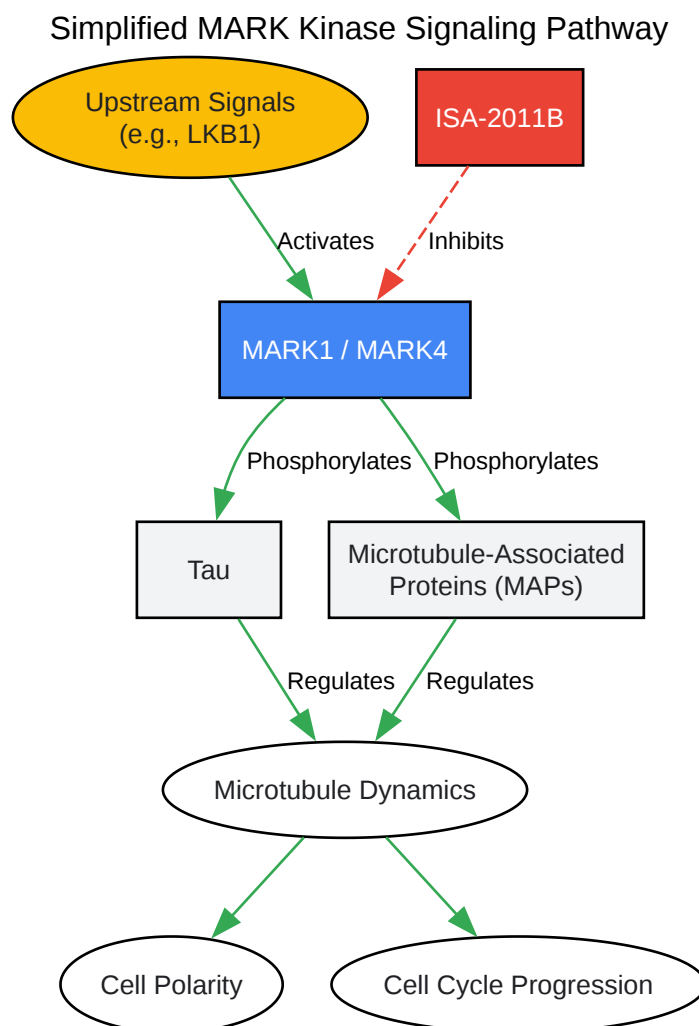 Simplified MARK Kinase Signaling Pathway
Upstream Signals
(e.g., LKB1)
ISA-2011B
Activates
Inhibits
MARK1 / MARK4
Phosphorylates
Phosphorylates
Tau
Microtubule-Associated
Proteins (MAPs)
Regulates
Regulates
Microtubule Dynamics
Cell Polarity
Cell Cycle Progression